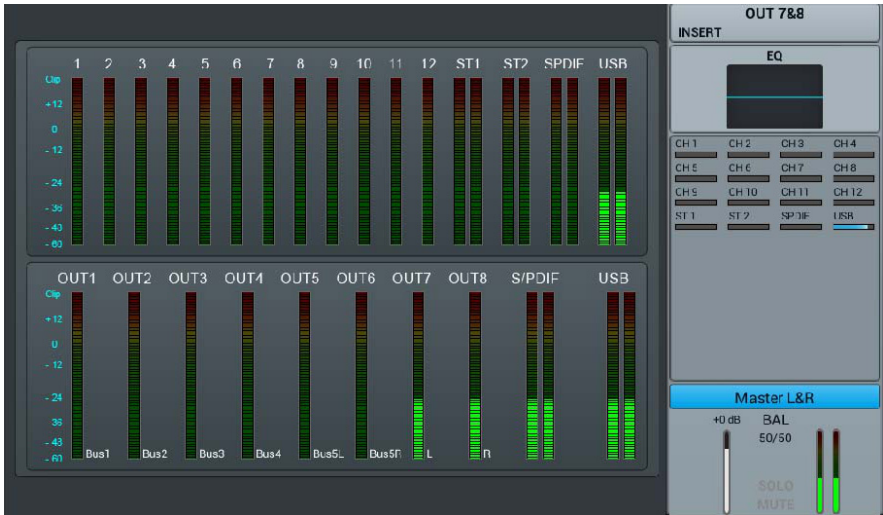 1 2 3 4 5 6 7 8 9 10 11 12 ST1 ST2 SPDIF USB
Clip
+12
0
- 12
- 24
- 36
- 43
- 60
OUT1 OUT2 OUT3 OUT4 OUT5 OUT6 OUT7 OUT8 S/PDIF USB
Clip
+12
0
- 12
- 24
36
- 43
- 60
Bus1 Bus2 Bus3 Bus4 Bus5L Bus5R L R
OUT 7&8
INSERT
EQ
CH 1 CH 2 CH 3 CH 4
CH 5 CH 6 CH 7 CH 8
CH 9 CH 10 CH 11 CH 12
ST 1 ST 2 SPDIF USB
Master L&R
+0 dB BAL
50/50
SOLO
MUTE